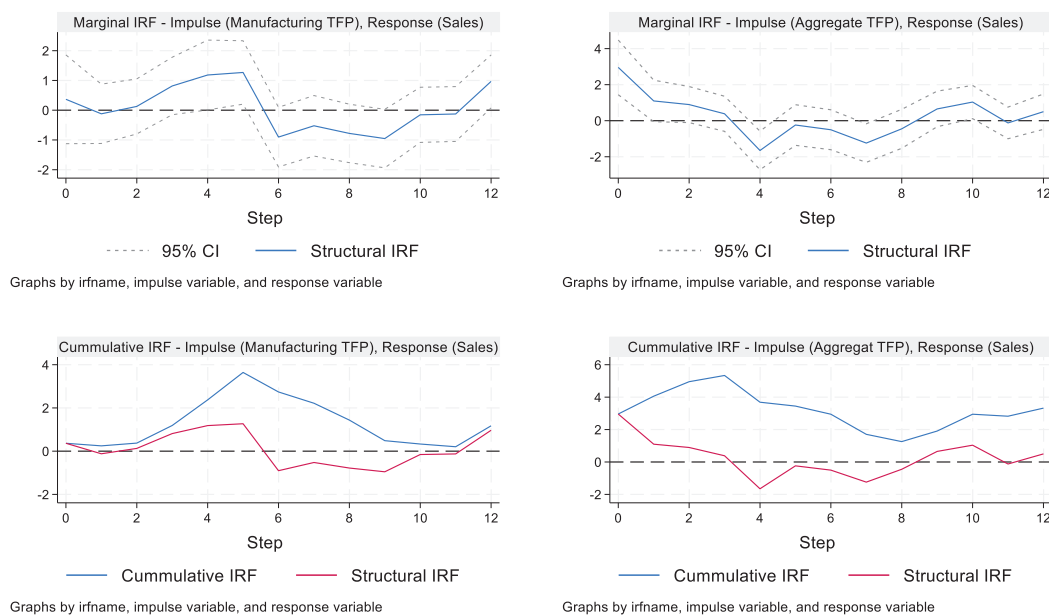 Marginal IRF - Impulse (Manufacturing TFP), Response (Sales)
2
1
0
-1
-2
0 2 4 6 8 10 12
Step
95% CI Structural IRF
Graphs by irfname, impulse variable, and response variable
Marginal IRF - Impulse (Aggregate TFP), Response (Sales)
4
2
0
-2
0 2 4 6 8 10 12
Step
95% CI Structural IRF
Graphs by irfname, impulse variable, and response variable
Cummulative IRF - Impulse (Manufacturing TFP), Response (Sales)
4
2
0
-2
0 2 4 6 8 10 12
Step
Cummulative IRF Structural IRF
Graphs by irfname, impulse variable, and response variable
Cummulative IRF - Impulse (Aggregat TFP), Response (Sales)
6
4
2
0
-2
0 2 4 6 8 10 12
Step
Cummulative IRF Structural IRF
Graphs by irfname, impulse variable, and response variable